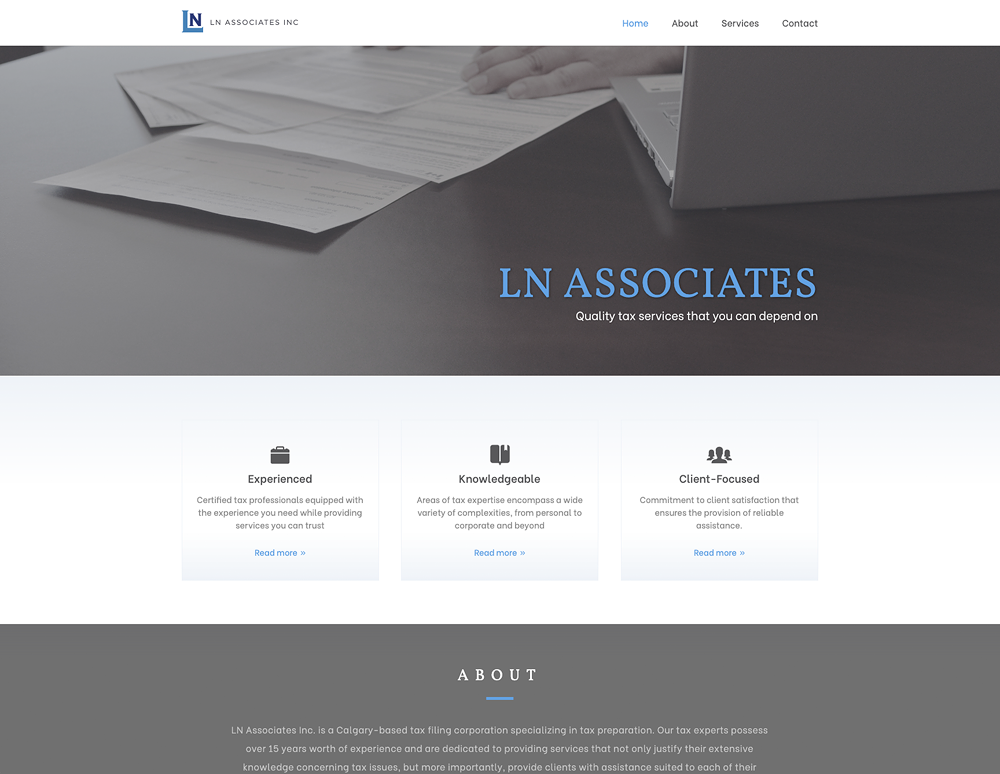 LN LN ASSOCIATES INC
Home About Services Contact
LN ASSOCIATES
Quality tax services that you can depend on
Experienced
Certified tax professionals equipped with
the experience you need while providing
services you can trust
Read more »
Knowledgeable
Areas of tax expertise encompass a wide
variety of complexities, from personal to
corporate and beyond
Read more »
Client-Focused
Commitment to client satisfaction that
ensures the provision of reliable
assistance.
Read more »
ABOUT
LN Associates Inc. is a Calgary-based tax filing corporation specializing in tax preparation. Our tax experts possess
over 15 years worth of experience and are dedicated to providing services that not only justify their extensive
knowledge concerning tax issues, but more importantly, provide clients with assistance suited to each of their